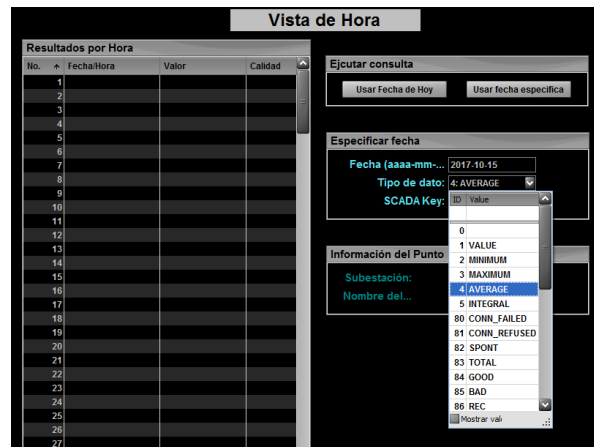 Vista de Hora
Resultados por Hora
No. Fecha/Hora Valor Calidad
1
2
3
4
5
6
7
8
9
10
11
12
13
14
15
16
17
18
19
20
21
22
23
24
25
26
27
Ejcutar consulta
Usar Fecha de Hoy Usar fecha especifica
Especificar fecha
Fecha (aaaa-mm-... 2017-10-15
Tipo de dato: 4: AVERAGE
SCADA Key:
ID Value
0
1 VALUE
2 MINIMUM
3 MAXIMUM
4 AVERAGE
5 INTEGRAL
80 CONN_FAILED
81 CONN_REFUSED
82 SPONT
83 TOTAL
84 GOOD
85 BAD
86 REC
Mostrar valı
Información del Punto
Subestación:
Nombre del...